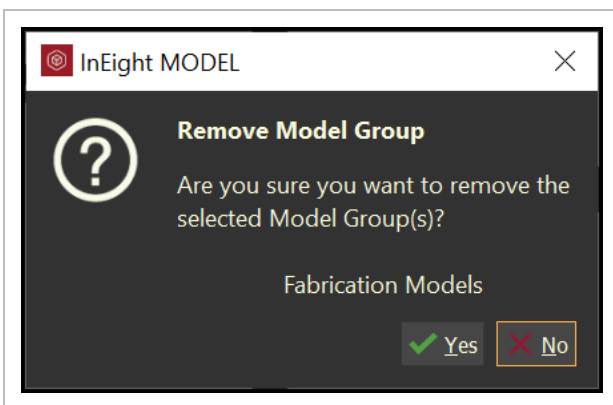 InEight MODEL
Remove Model Group
Are you sure you want to remove the
selected Model Group(s)?
Fabrication Models
Yes No